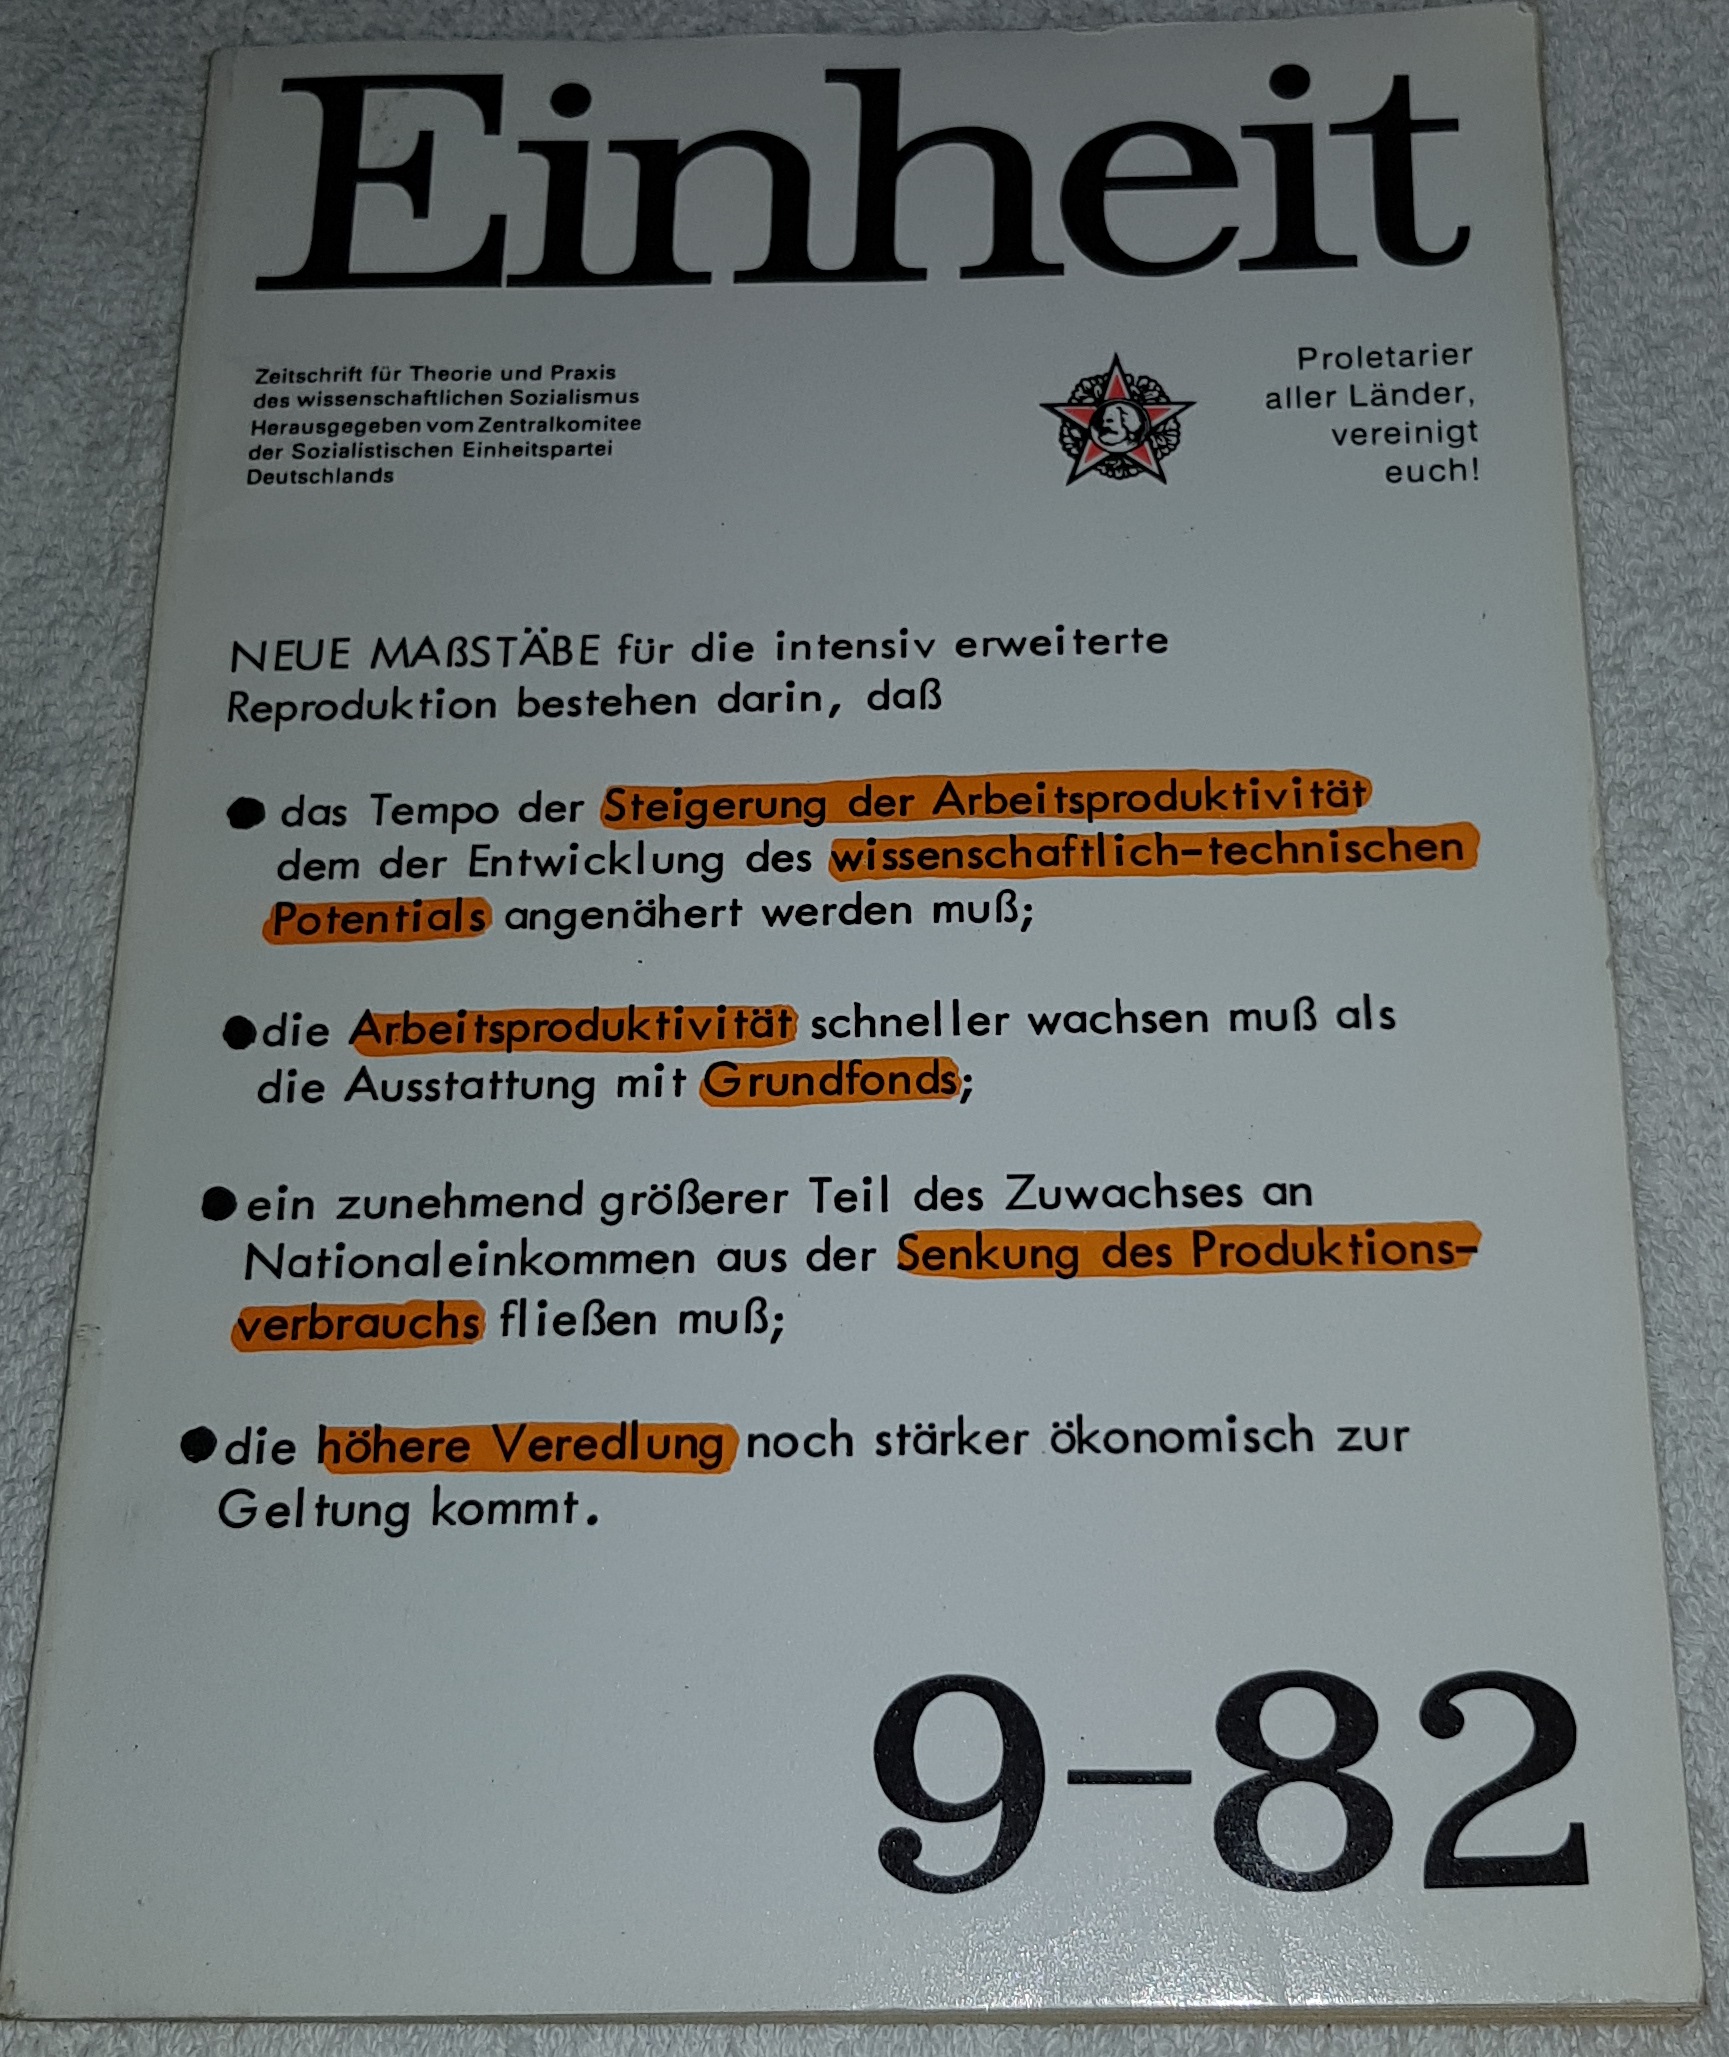 Einheit
Zeitschrift für Theorie und Praxis
des wissenschaftlichen Sozialismus
Herausgegeben vom Zentralkomitee
der Sozialistischen Einheitspartei
Deutschlands
Proletarier
aller Länder,
vereinigt
euch!
NEUE MAßSTÄBE für die intensiv erweiterte
Reproduktion bestehen darin, daß
● das Tempo der Steigerung der Arbeitsproduktivität
dem der Entwicklung des wissenschaftlich-technischen
Potentials angenähert werden muß;
● die Arbeitsproduktivität schneller wachsen muß als
die Ausstattung mit Grundfonds;
● ein zunehmend größerer Teil des Zuwachses an
Nationaleinkommen aus der Senkung des Produktions-
verbrauchs fließen muß;
● die höhere Veredlung noch stärker ökonomisch zur
Geltung kommt.
9-82